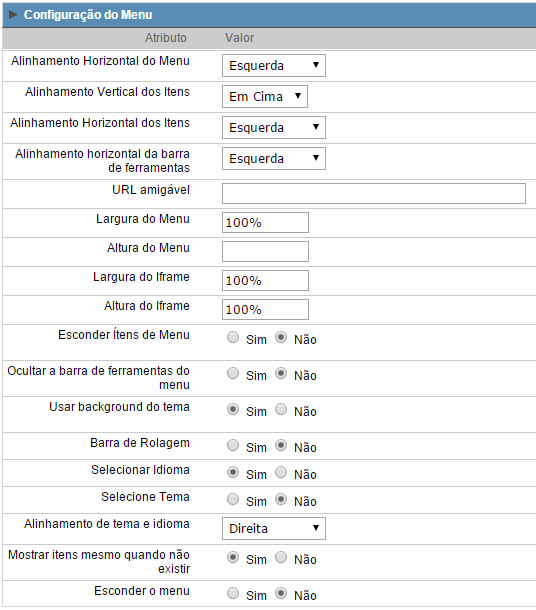 Configuração do Menu
Atributo Valor
Alinhamento Horizontal do Menu Esquerda
Alinhamento Vertical dos Itens Em Cima
Alinhamento Horizontal dos Itens Esquerda
Alinhamento horizontal da barra Esquerda
de ferramentas
URL amigável
Largura do Menu 100%
Altura do Menu
Largura do Iframe 100%
Altura do Iframe 100%
Esconder Ítens de Menu Sim Não
Ocultar a barra de ferramentas do Sim Não
menu
Usar background do tema Sim Não
Barra de Rolagem Sim Não
Selecionar Idioma Sim Não
Selecione Tema Sim Não
Alinhamento de tema e idioma Direita
Mostrar itens mesmo quando não Sim Não
existir
Esconder o menu Sim Não